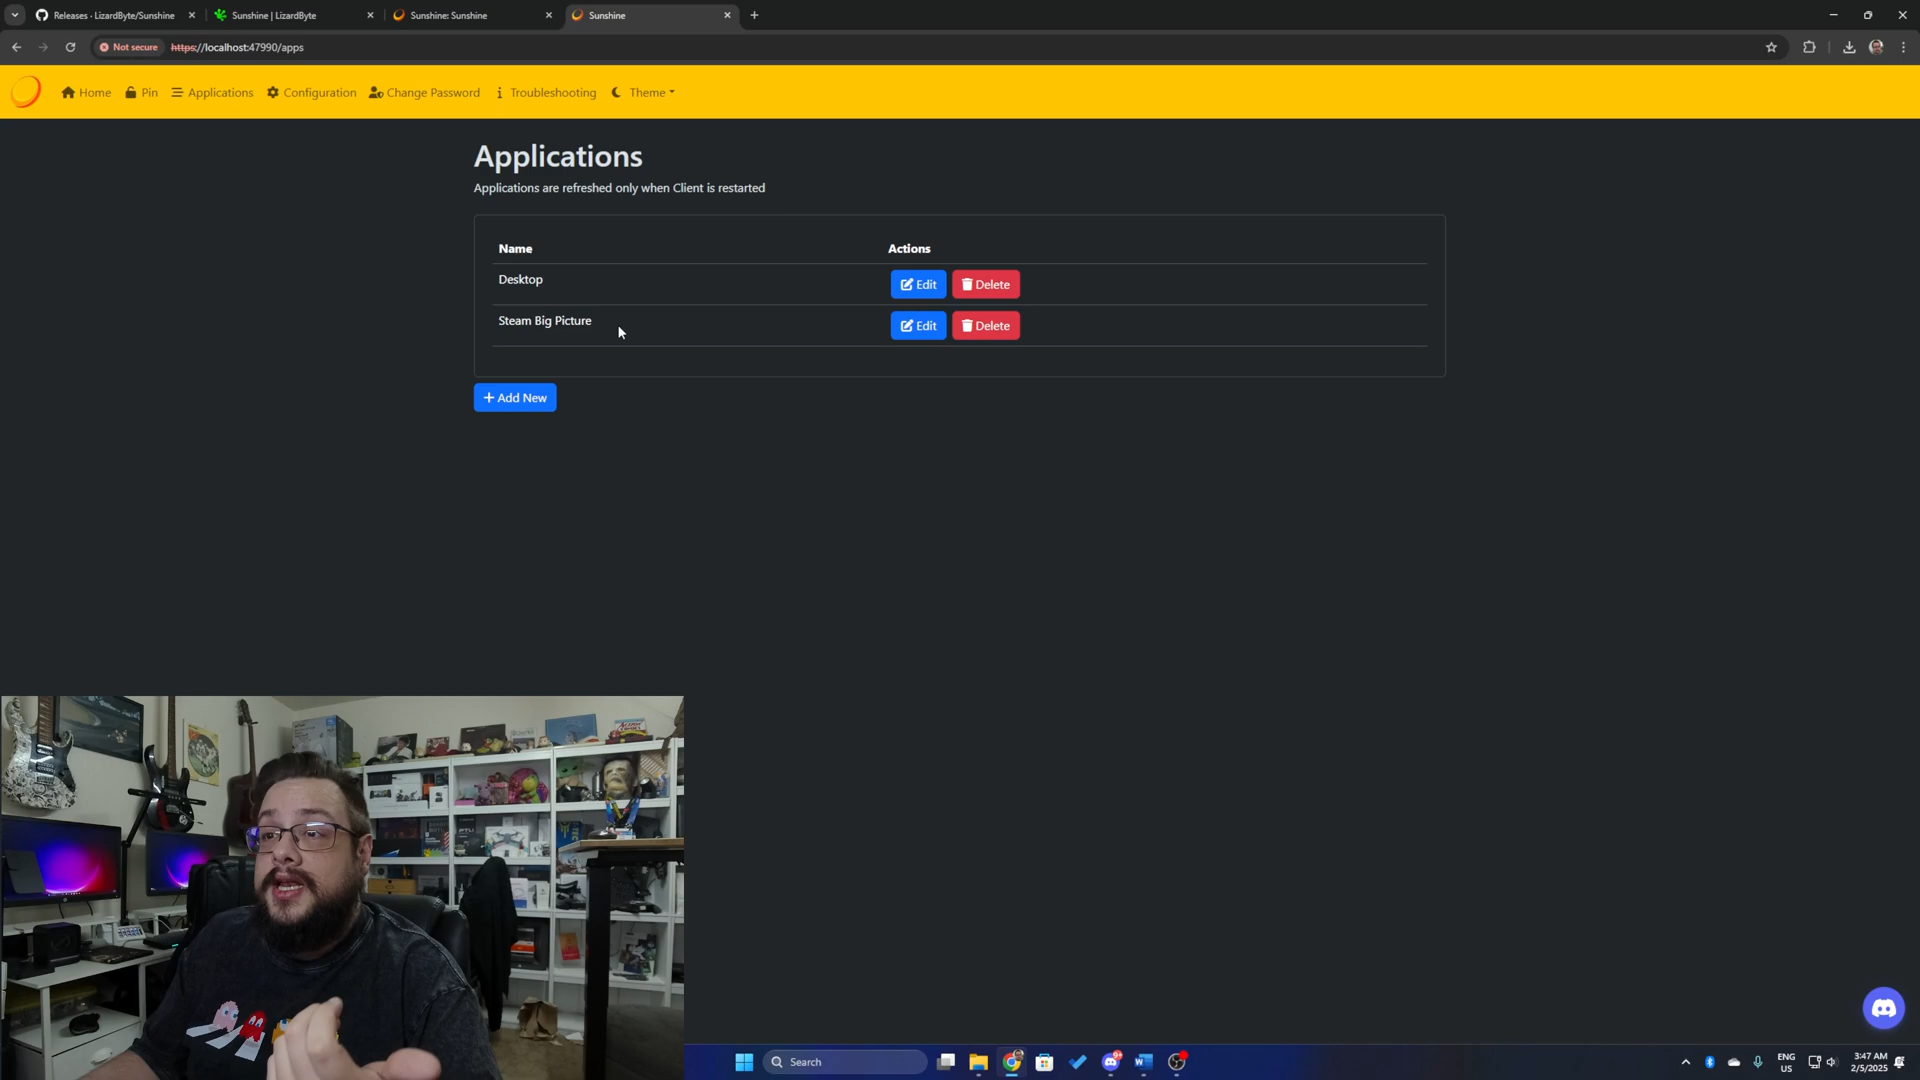 Releases · LizardByte/Sunshine
Sunshine | LizardByte
Sunshine: Sunshine
Sunshine
Not secure
https://localhost:47990/apps
Home
Pin
Applications
Configuration
Change Password
Troubleshooting
Theme
Applications
Applications are refreshed only when Client is restarted
Name
Actions
Desktop
Edit
Delete
Steam Big Picture
Edit
Delete
+ Add New
Search
ENG
US
3:47 AM
2/5/2025